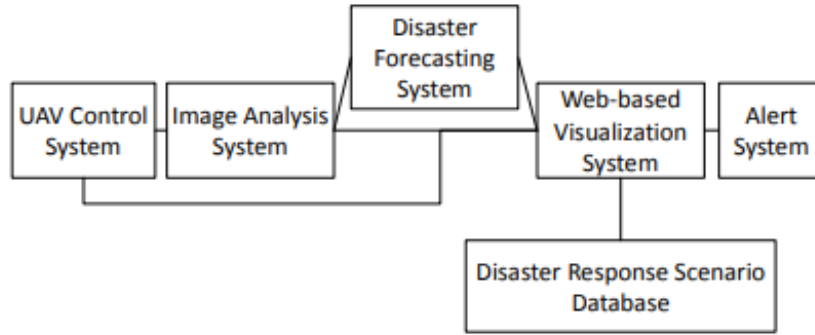 Disaster
Forecasting
System
UAV Control
System
Image Analysis
System
Web-based
Visualization
System
Alert
System
Disaster Response Scenario
Database